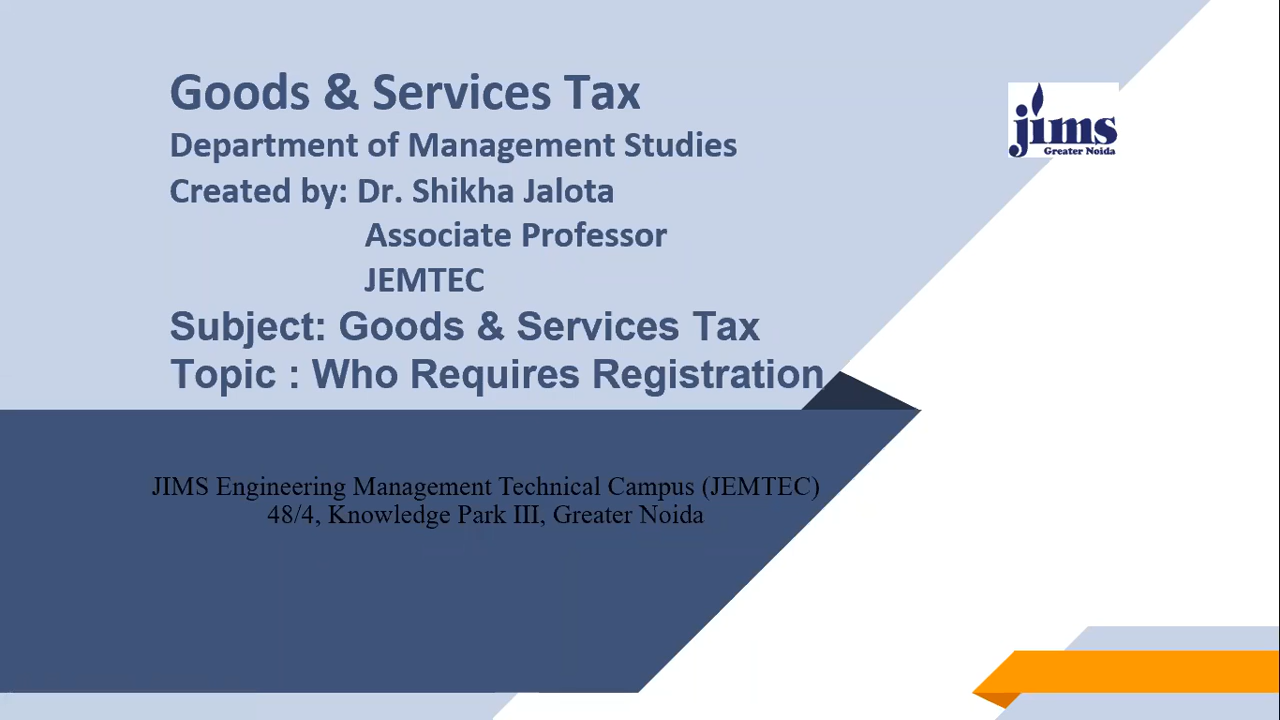 Goods & Services Tax
Department of Management Studies
Created by: Dr. Shikha Jalota
Associate Professor
JEMTEC
Subject: Goods & Services Tax
Topic : Who Requires Registration
jims
Greater Noida
JIMS Engineering Management Technical Campus (JEMTEC)
48/4, Knowledge Park III, Greater Noida